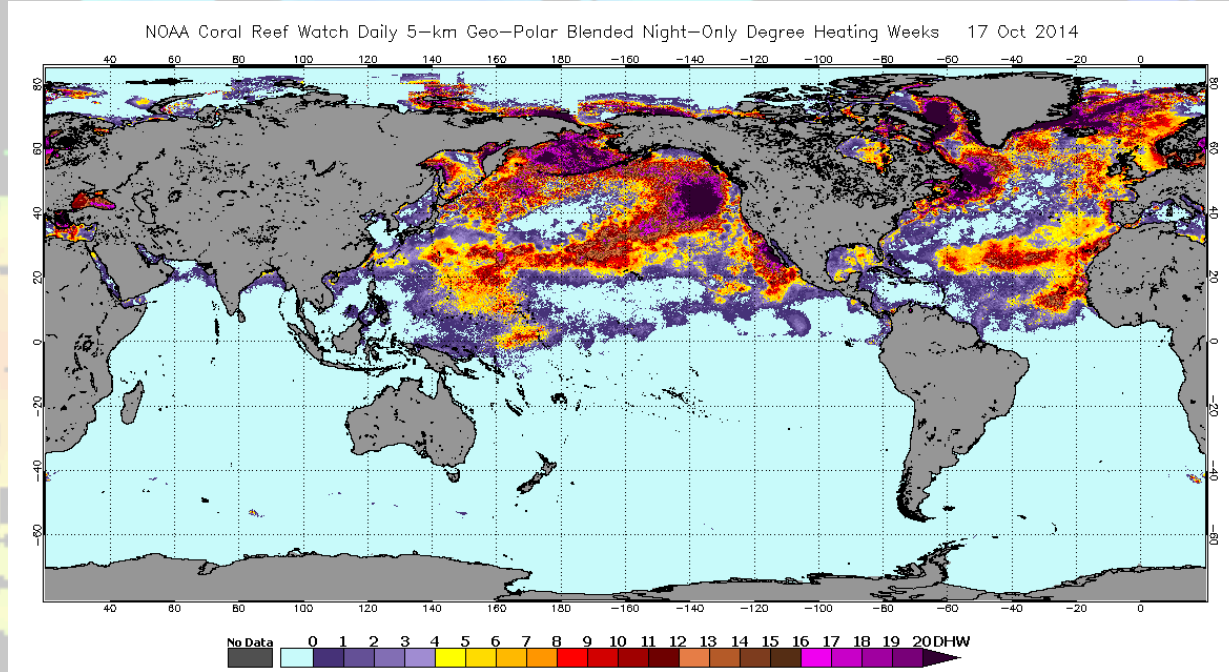 NOAA Coral Reef Watch Daily 5-km Geo-Polar Blended Night-Only Degree Heating Weeks 17 Oct 2014
40 60 80 100 120 140 160 180 -160 -140 -120 -100 -80 -60 -40 -20 0
80 80
60 60
40 40
20 20
0 0
-20 -20
-40 -40
-60 -60
40 60 80 100 120 140 160 180 -160 -140 -120 -100 -80 -60 -40 -20 0
No Data 0 1 2 3 4 5 6 7 8 9 10 11 12 13 14 15 16 17 18 19 20 DHW